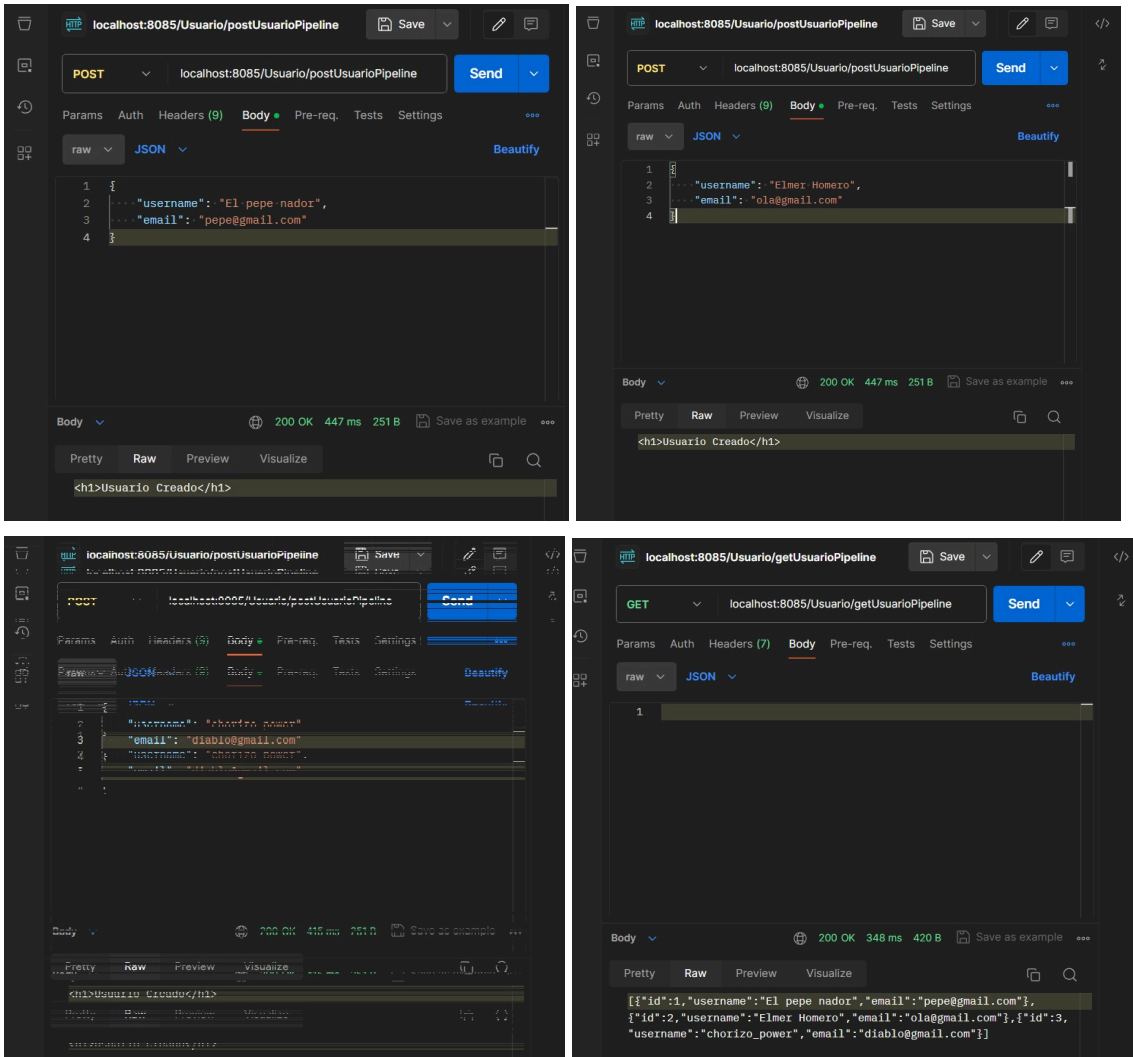 HTTP localhost:8085/Usuario/postUsuarioPipeline Save
POST localhost:8085/Usuario/postUsuarioPipeline Send
Params Auth Headers (9) Body Pre-req. Tests Settings
raw JSON Beautify
1 {
2 "username": "El pepe nador",
3 "email": "pepe@gmail.com"
4 }
Body 200 OK 447 ms 251 B Save as example
Pretty Raw Preview Visualize
<h1>Usuario Creado</h1>
HTTP localhost:8085/Usuario/postUsuarioPipeline Save
POST localhost:8085/Usuario/postUsuarioPipeline Send
Params Auth Headers (9) Body Pre-req. Tests Settings
raw JSON Beautify
1 {
2 "username": "Elmer Homero",
3 "email": "ola@gmail.com"
4 }
Body 200 OK 447 ms 251 B Save as example
Pretty Raw Preview Visualize
<h1>Usuario Creado</h1>
HTTP localhost:8085/Usuario/postUsuarioPipeline Save
POST localhost:8085/Usuario/postUsuarioPipeline Send
Params Auth Headers (9) Body Pre-req. Tests Settings
raw JSON Beautify
"username": "chorizo_power"
3 "email": "diablo@gmail.com"
4 "username": "chorizo_power",
Body 200 OK 415 ms 251 B Save as example
Pretty Raw Preview Visualize
<h1>Usuario Creado</h1>
HTTP localhost:8085/Usuario/getUsuarioPipeline Save
GET localhost:8085/Usuario/getUsuarioPipeline Send
Params Auth Headers (7) Body Pre-req. Tests Settings
raw JSON Beautify
1
Body 200 OK 348 ms 420 B Save as example
Pretty Raw Preview Visualize
[{"id":1,"username":"El pepe nador","email":"pepe@gmail.com"},
{"id":2,"username":"Elmer Homero","email":"ola@gmail.com"},{"id":3,
"username":"chorizo_power","email":"diablo@gmail.com"}]